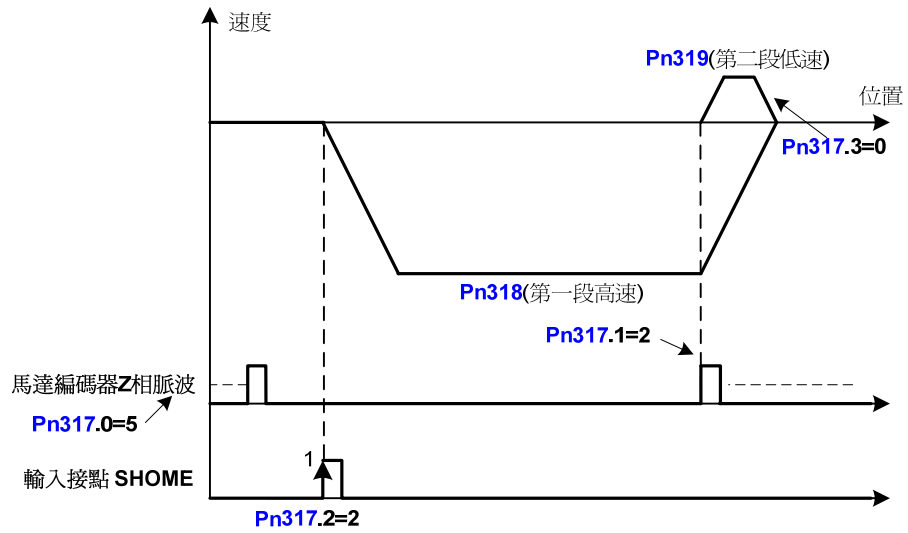 速度
Pn319(第二段低速)
位置
Pn317.3=0
Pn318(第一段高速)
Pn317.1=2
馬達編碼器Z相脈波
Pn317.0=5
1
輸入接點 SHOME
Pn317.2=2